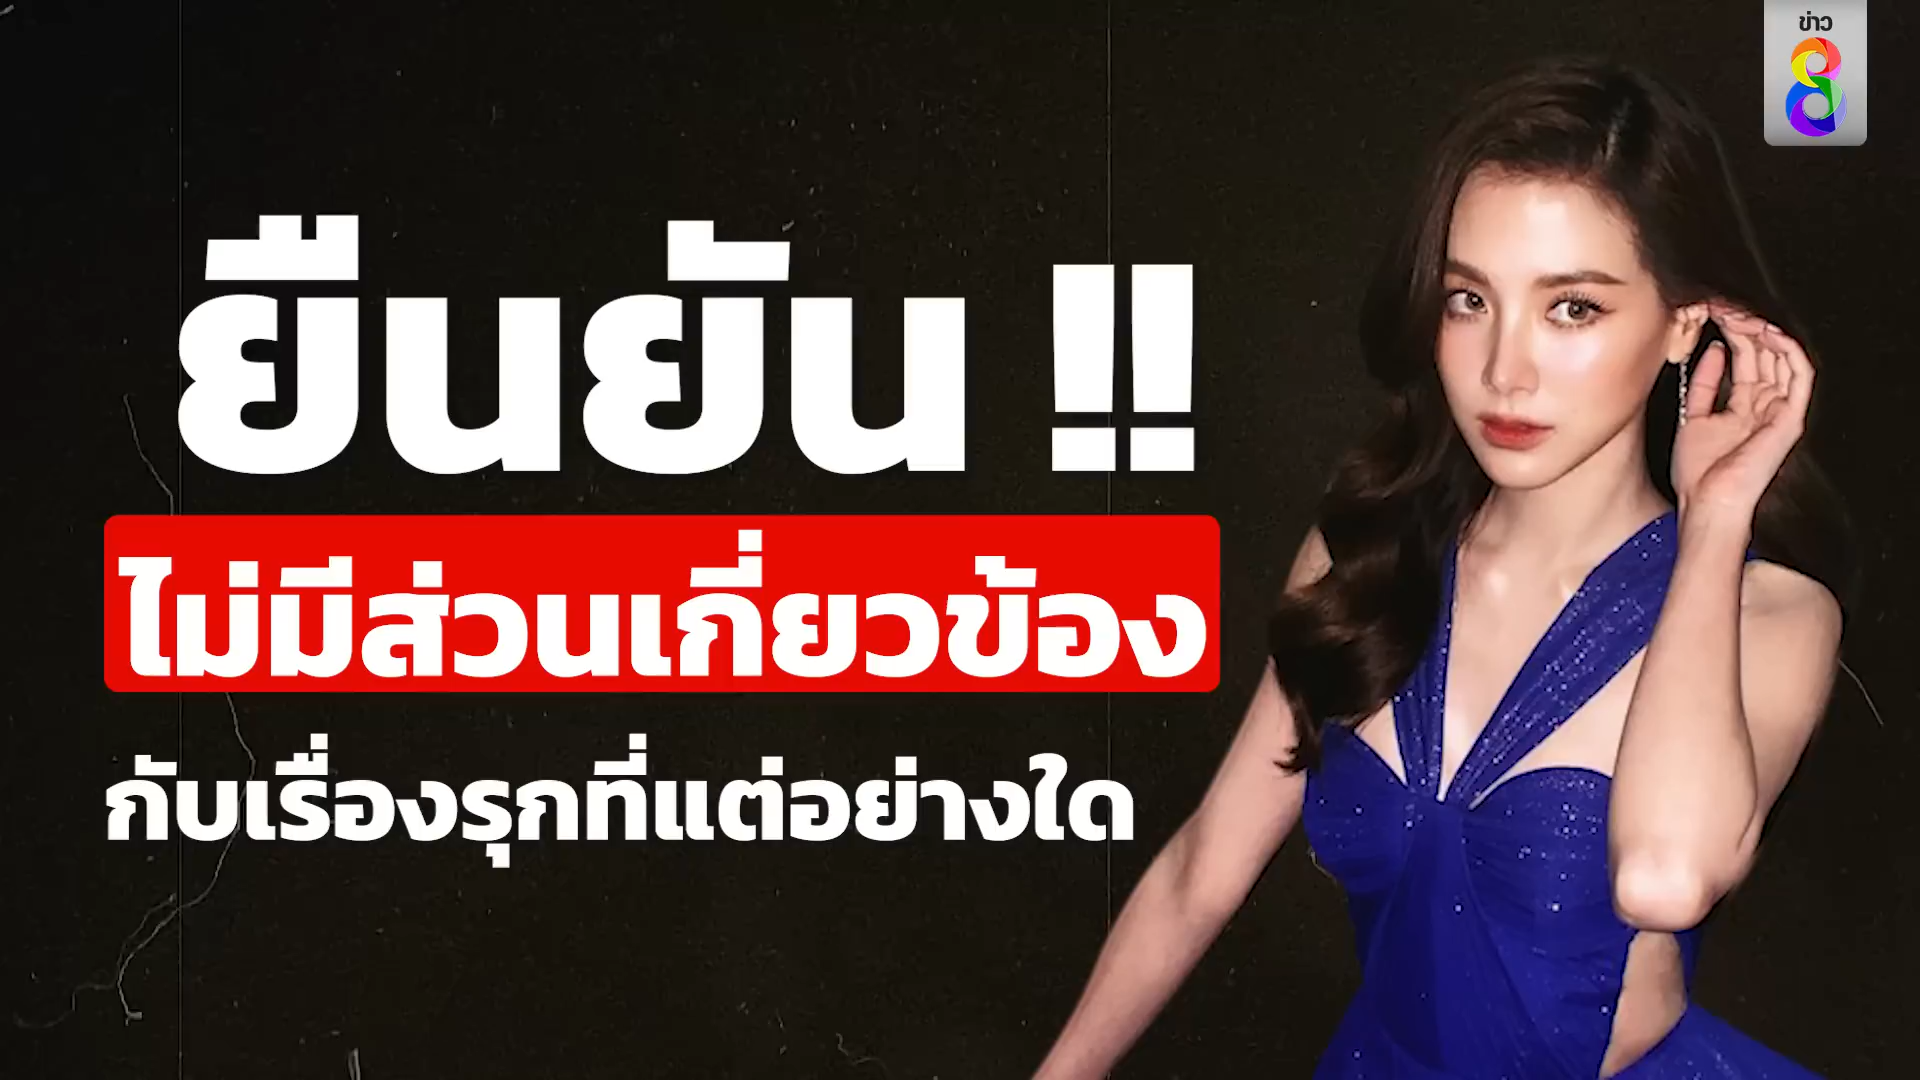 ข่าว
8
ยืนยัน !!
ไม่มีส่วนเกี่ยวข้อง
กับเรื่องรุกที่แต่อย่างใด